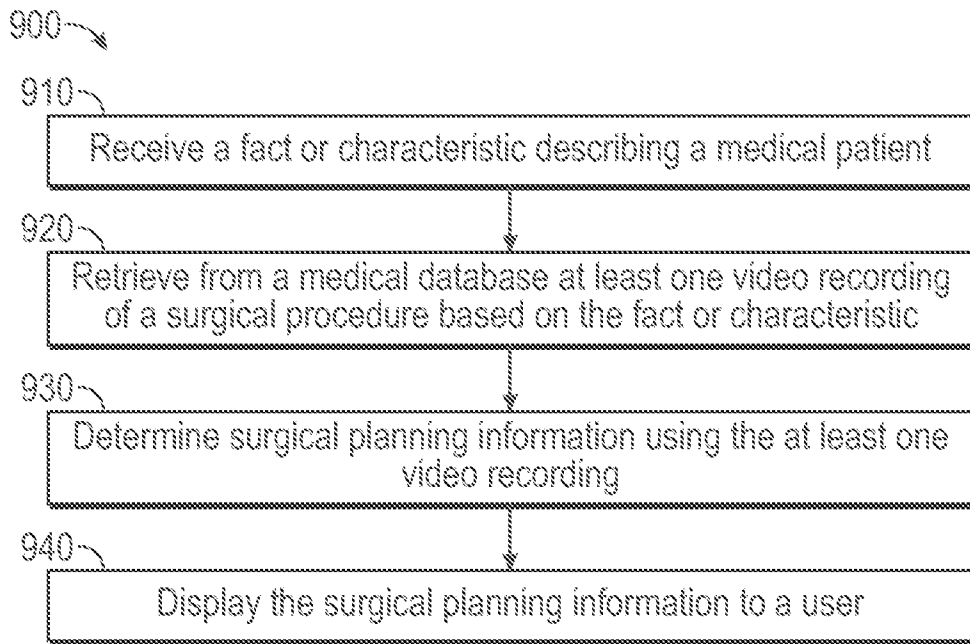 900
910
Receive a fact or characteristic describing a medical patient
920
Retrieve from a medical database at least one video recording
of a surgical procedure based on the fact or characteristic
930
Determine surgical planning information using the at least one
video recording
940
Display the surgical planning information to a user